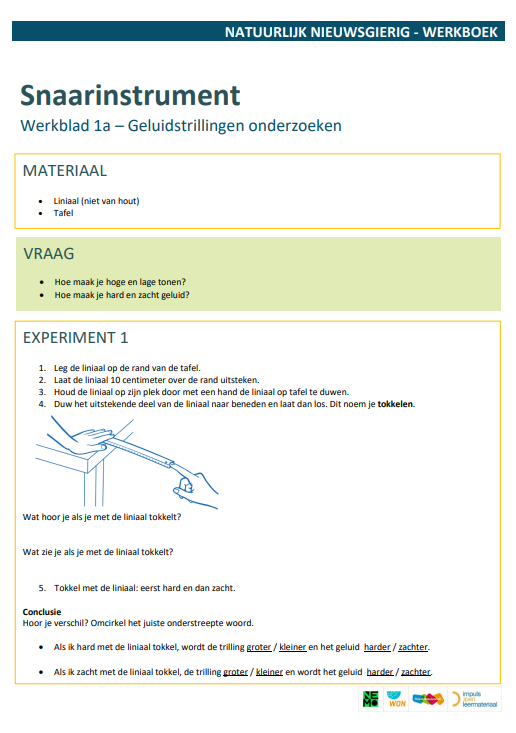 NATUURLIJK NIEUWSGIERIG - WERKBOEK
Snaarinstrument
Werkblad 1a – Geluidstrillingen onderzoeken
MATERIAAL
• Liniaal (niet van hout)
• Tafel
VRAAG
• Hoe maak je hoge en lage tonen?
• Hoe maak je hard en zacht geluid?
EXPERIMENT 1
1. Leg de liniaal op de rand van de tafel.
2. Laat de liniaal 10 centimeter over de rand uitsteken.
3. Houd de liniaal op zijn plek door met een hand de liniaal op tafel te duwen.
4. Duw het uitstekende deel van de liniaal naar beneden en laat dan los. Dit noem je tokkelen.
Wat hoor je als je met de liniaal tokkelt?
Wat zie je als je met de liniaal tokkelt?
5. Tokkel met de liniaal: eerst hard en dan zacht.
Conclusie
Hoor je verschil? Omcirkel het juiste onderstreepte woord.
• Als ik hard met de liniaal tokkel, wordt de trilling groter / kleiner en het geluid harder / zachter.
• Als ik zacht met de liniaal tokkel, de trilling groter / kleiner en wordt het geluid harder / zachter.
NEMO
WON
impuls
open
leermateriaal